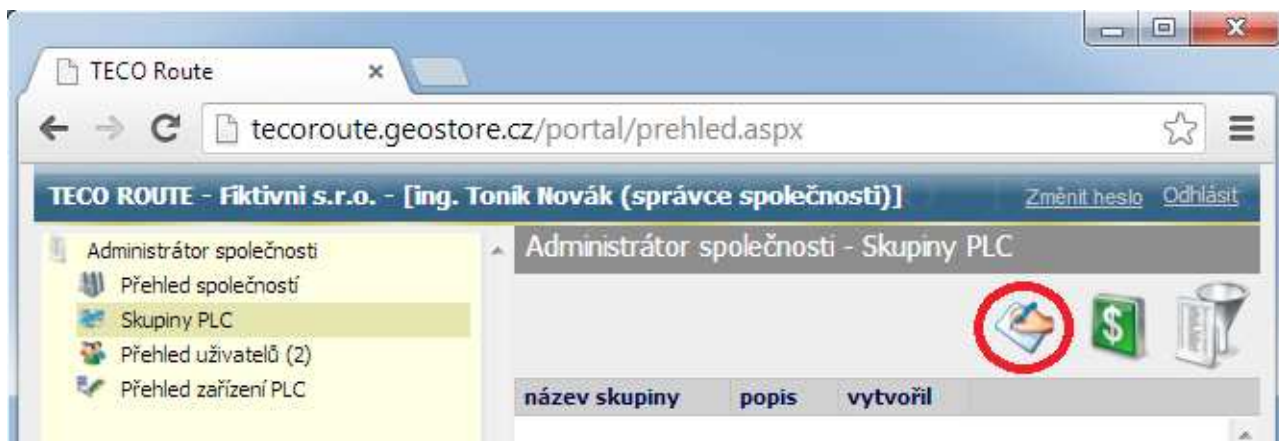 TECO Route
tecoroute.geostore.cz/portal/prehled.aspx
TECO ROUTE - Fiktivni s.r.o. - [ing. Toník Novák (správce společnosti)]
Změnit heslo Odhlásit
Administrátor společnosti
Přehled společností
Skupiny PLC
Přehled uživatelů (2)
Přehled zařízení PLC
Administrátor společnosti - Skupiny PLC
$
název skupiny popis vytvořil